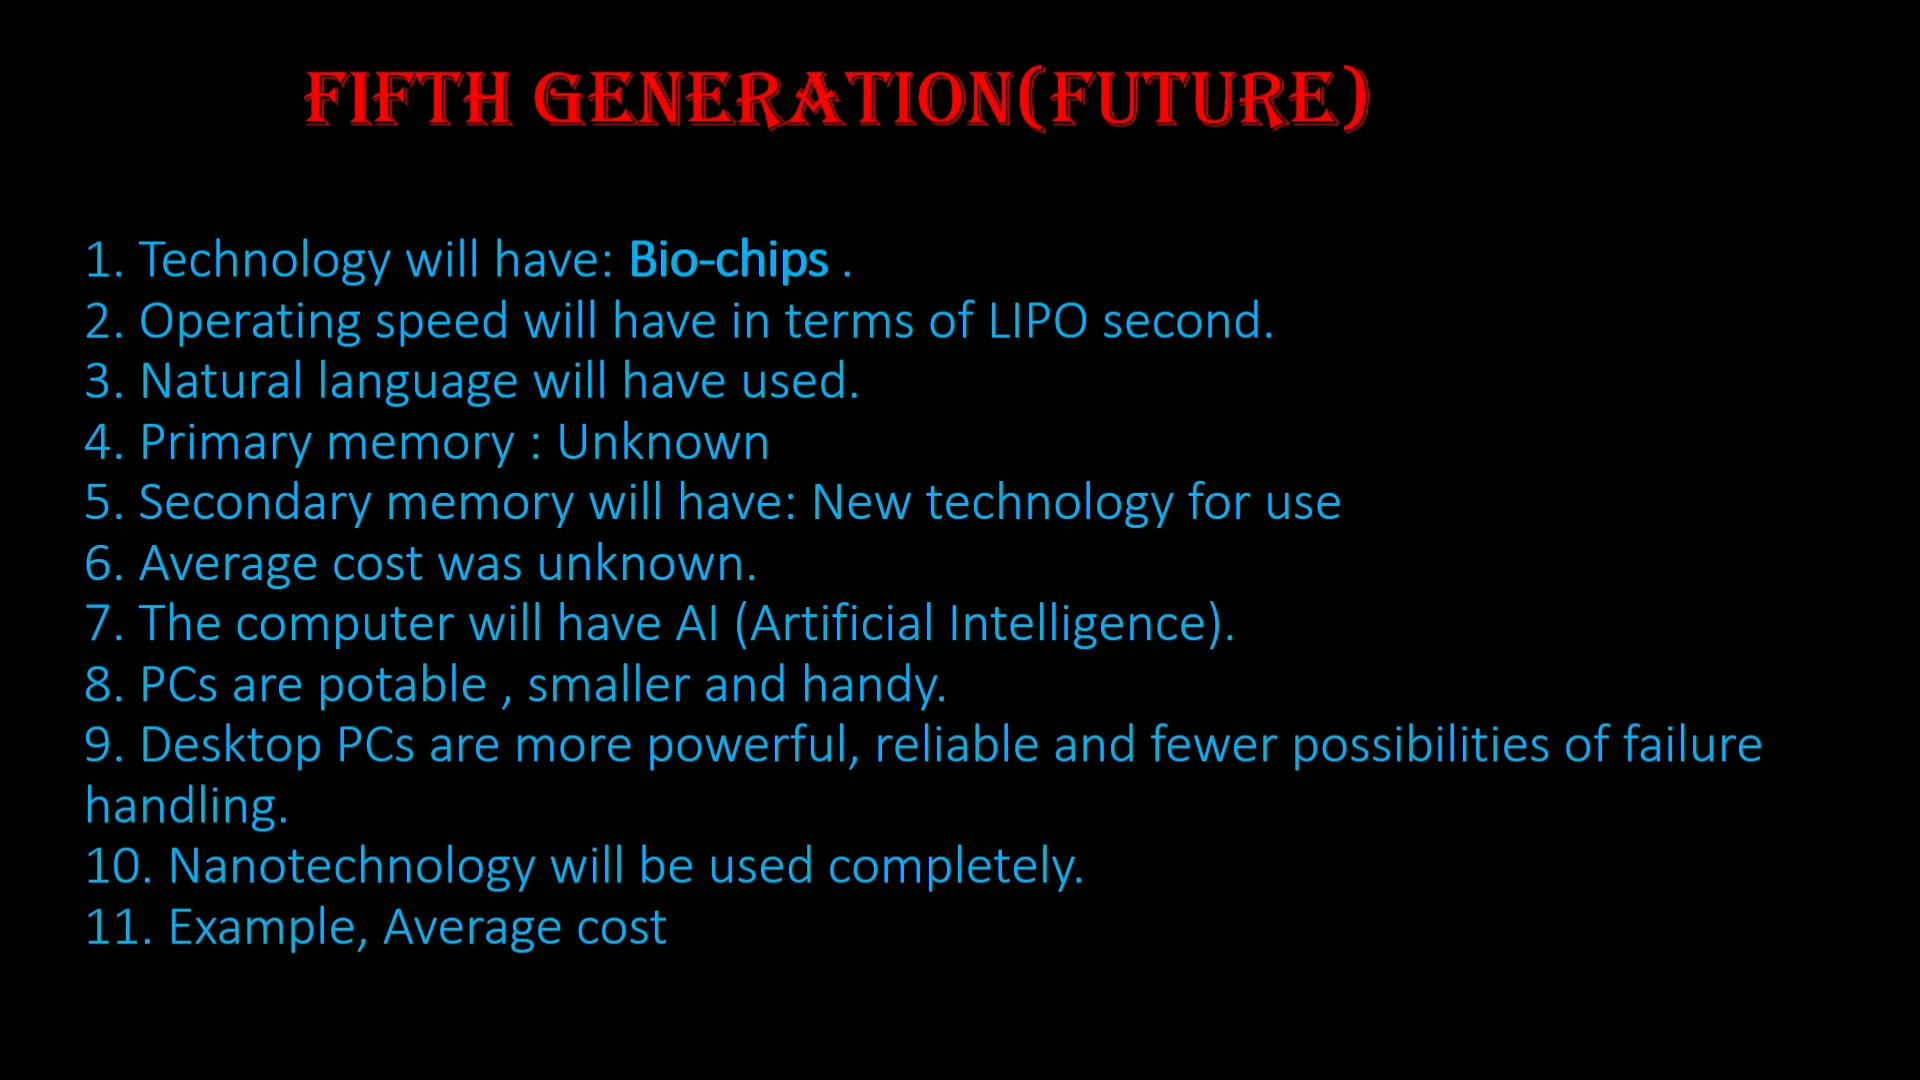 FIFTH GENERATION(FUTURE)
1. Technology will have: Bio-chips .
2. Operating speed will have in terms of LIPO second.
3. Natural language will have used.
4. Primary memory : Unknown
5. Secondary memory will have: New technology for use
6. Average cost was unknown.
7. The computer will have AI (Artificial Intelligence).
8. PCs are potable , smaller and handy.
9. Desktop PCs are more powerful, reliable and fewer possibilities of failure
handling.
10. Nanotechnology will be used completely.
11. Example, Average cost